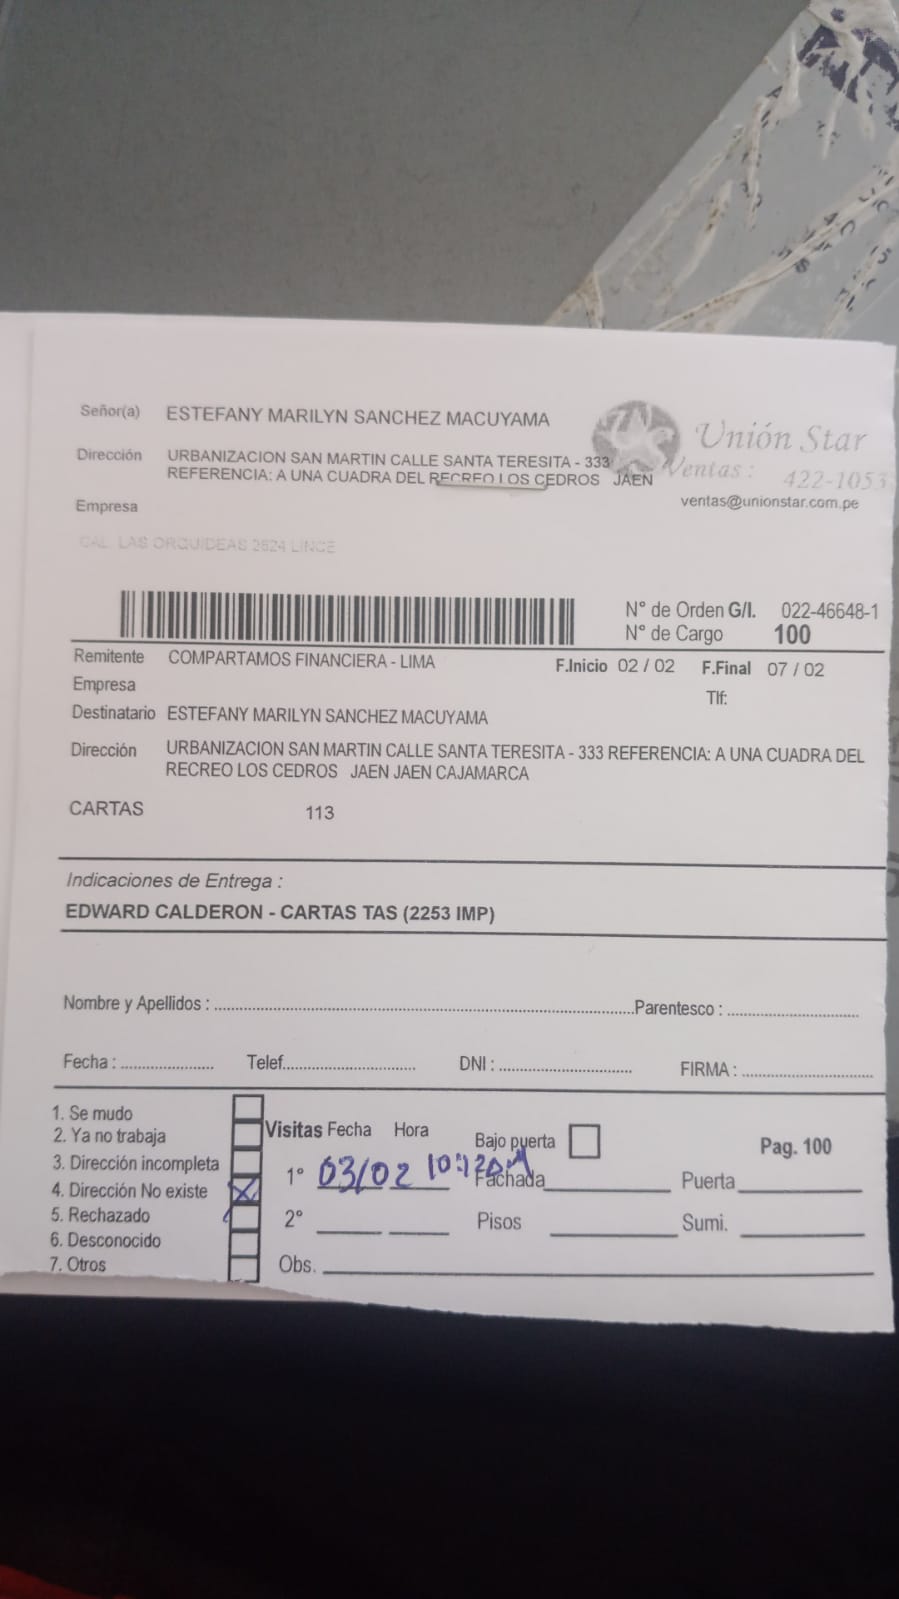 Señor(a) ESTEFANY MARILYN SANCHEZ MACUYAMA
Unión Star
Dirección URBANIZACION SAN MARTIN CALLE SANTA TERESITA - 333
REFERENCIA: A UNA CUADRA DEL RECREO LOS CEDROS JAEN
Ventas : 422-1053
ventas@unionstar.com.pe
Empresa
CAL. LAS ORQUIDEAS 2624 LINCE
N° de Orden G/I. 022-46648-1
N° de Cargo 100
Remitente COMPARTAMOS FINANCIERA - LIMA F.Inicio 02 / 02 F.Final 07 / 02
Empresa Tlf:
Destinatario ESTEFANY MARILYN SANCHEZ MACUYAMA
Dirección URBANIZACION SAN MARTIN CALLE SANTA TERESITA - 333 REFERENCIA: A UNA CUADRA DEL
RECREO LOS CEDROS JAEN JAEN CAJAMARCA
CARTAS 113
Indicaciones de Entrega :
EDWARD CALDERON - CARTAS TAS (2253 IMP)
Nombre y Apellidos : Parentesco :
Fecha : Telef. DNI : FIRMA :
1. Se mudo
2. Ya no trabaja
3. Dirección incompleta
4. Dirección No existe
5. Rechazado
6. Desconocido
7. Otros
Visitas Fecha Hora Bajo puerta Pag. 100
1° 03/02 10:12am Fachada Puerta
2° Pisos Sumi.
Obs.